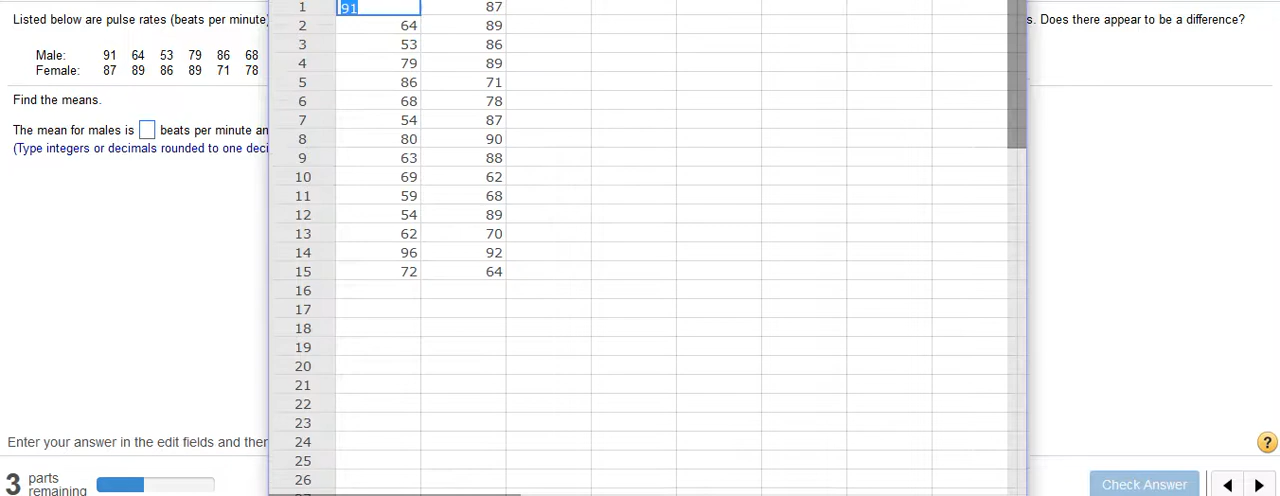 Listed below are pulse rates (beats per minute)
s. Does there appear to be a difference?
Male: 91 64 53 79 86 68
Female: 87 89 86 89 71 78
Find the means.
The mean for males is beats per minute an
(Type integers or decimals rounded to one deci
1 91 87
2 64 89
3 53 86
4 79 89
5 86 71
6 68 78
7 54 87
8 80 90
9 63 88
10 69 62
11 59 68
12 54 89
13 62 70
14 96 92
15 72 64
16
17
18
19
20
21
22
23
24
25
26
Enter your answer in the edit fields and then
?
3 parts remaining
Check Answer